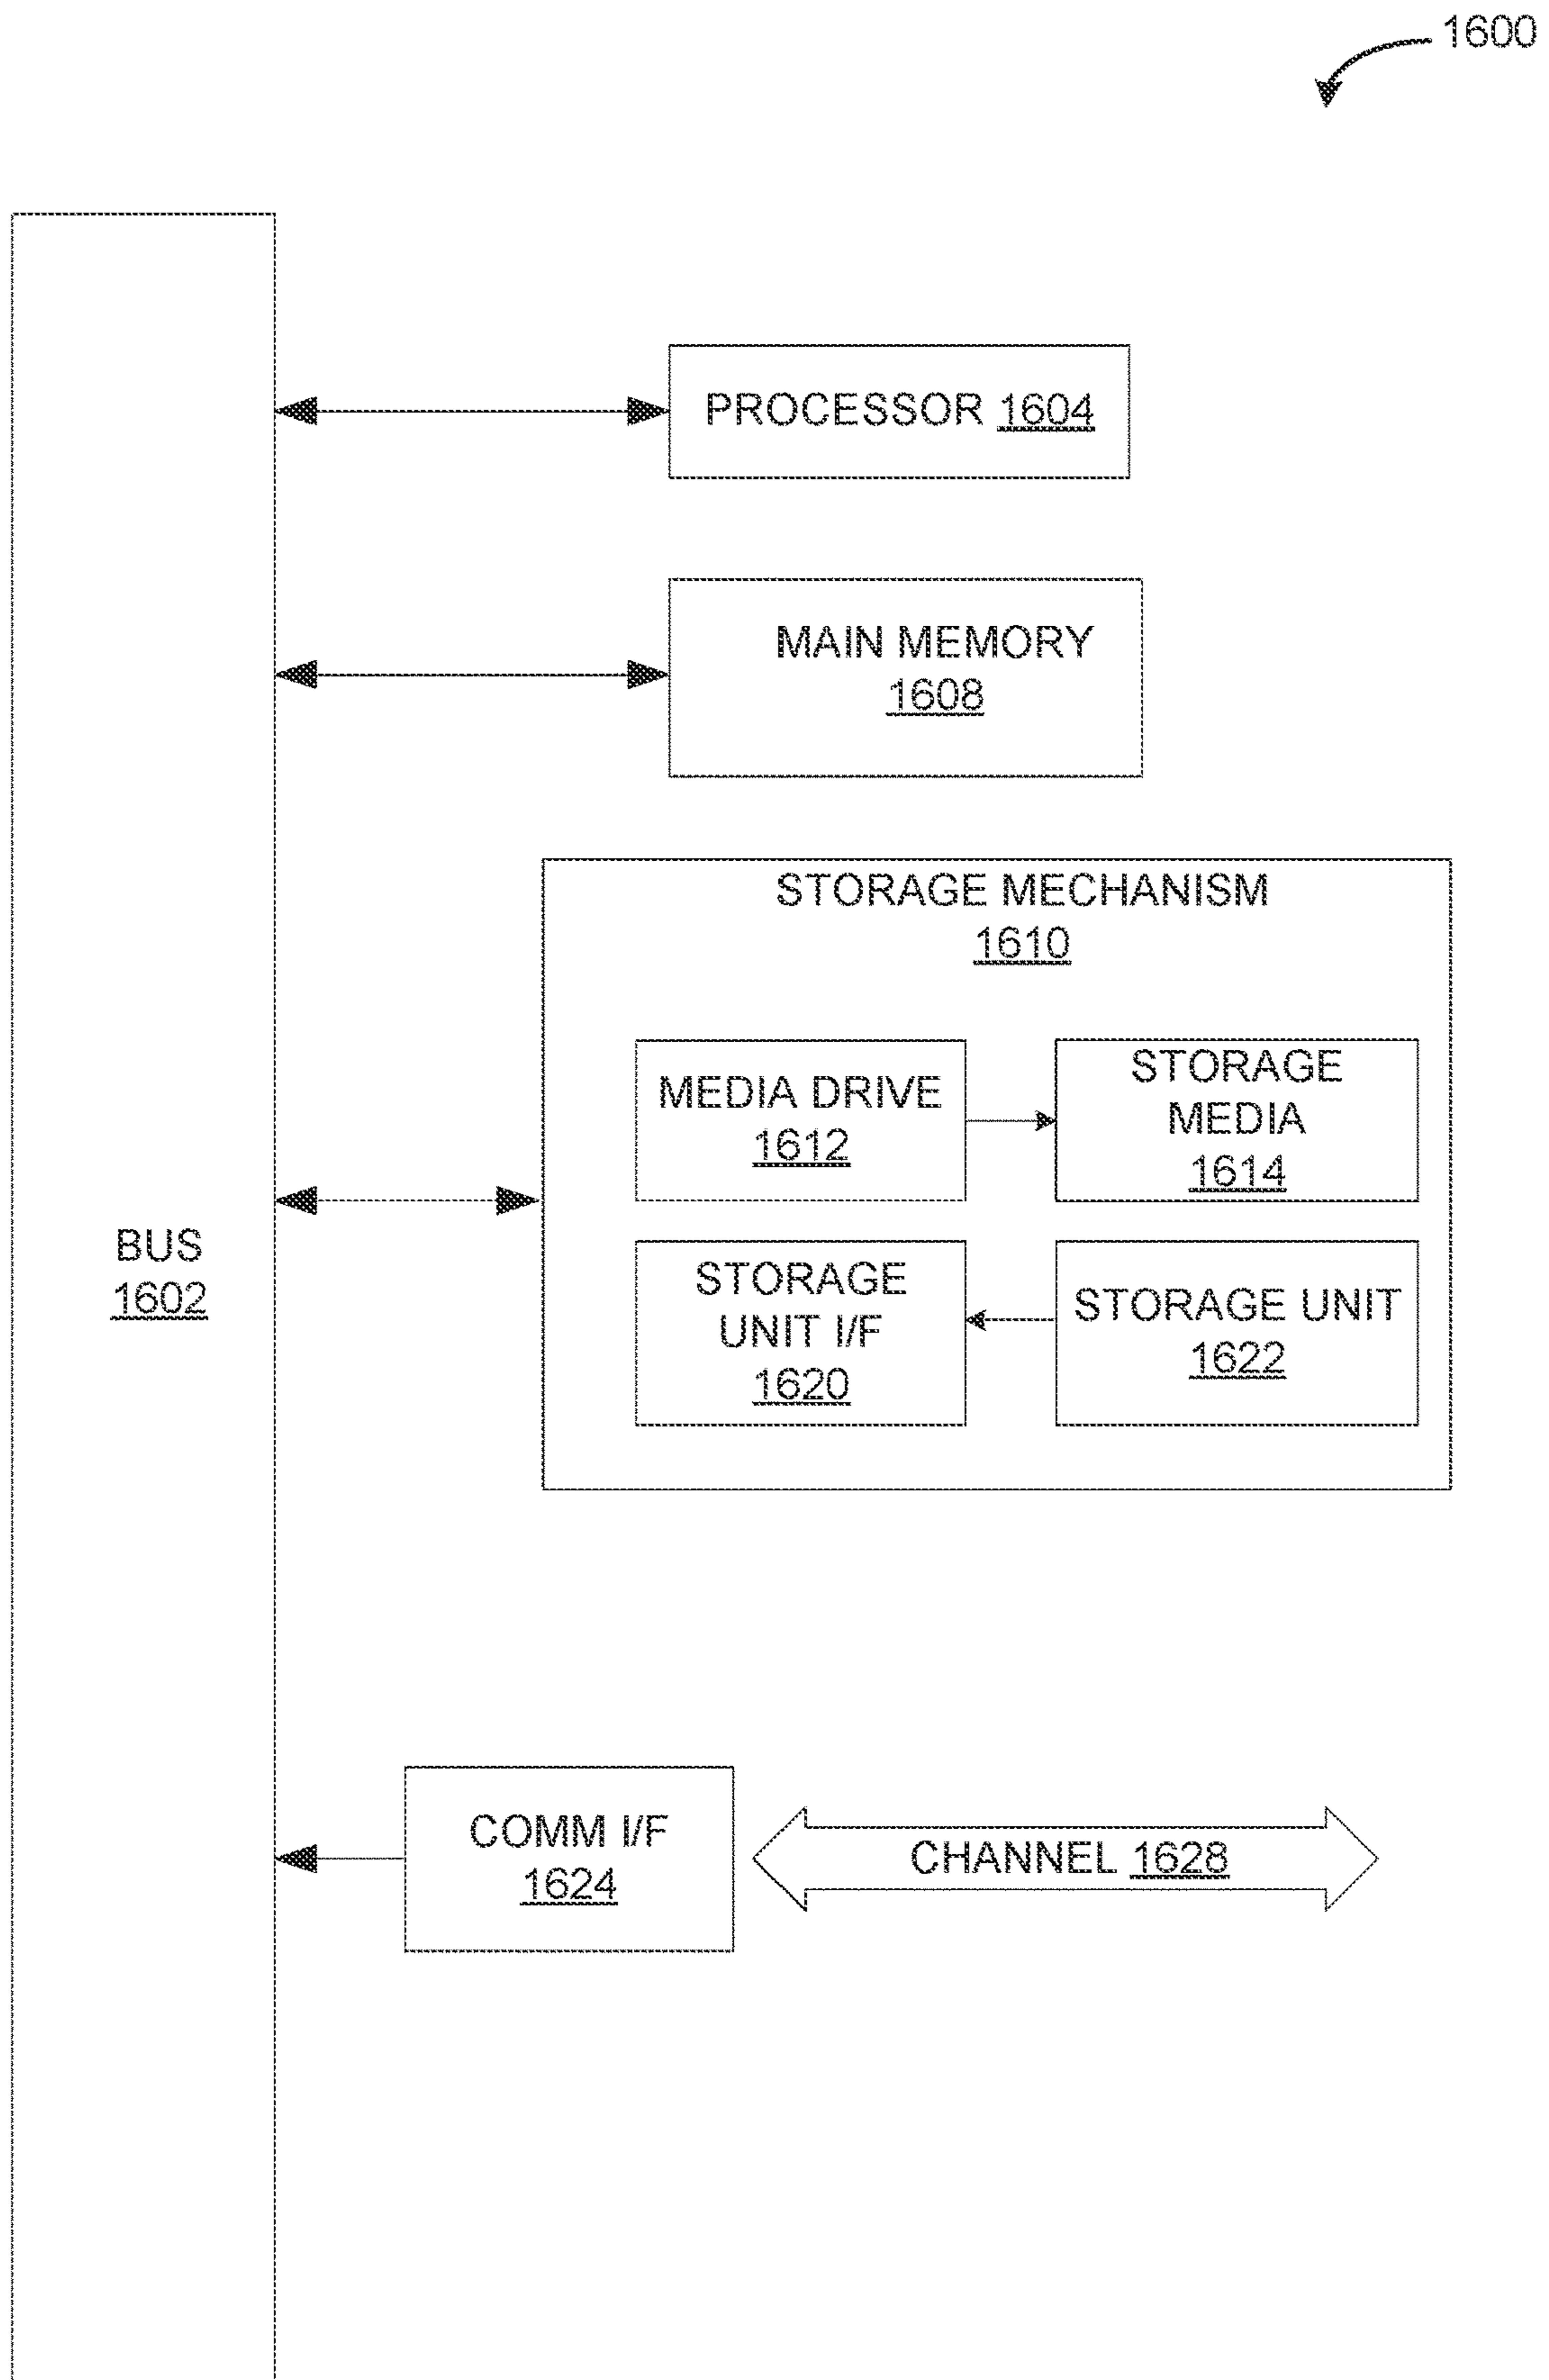 1600
PROCESSOR 1604
MAIN MEMORY
1608
STORAGE MECHANISM
1610
MEDIA DRIVE
1612
STORAGE
MEDIA
1614
BUS
1602
STORAGE
UNIT I/F
1620
STORAGE UNIT
1622
COMM I/F
1624
CHANNEL 1628